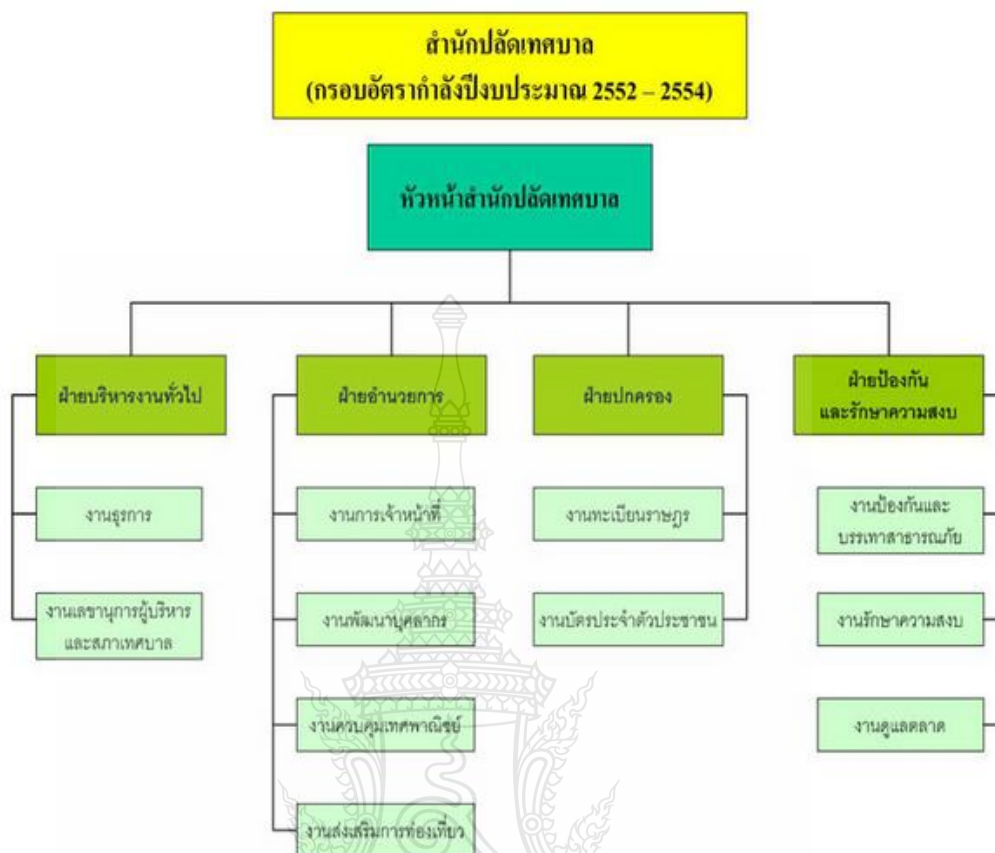 สำนักปลัดเทศบาล
(กรอบอัตรากำลังปีงบประมาณ 2552 – 2554)
หัวหน้าสำนักปลัดเทศบาล
ฝ่ายบริหารงานทั่วไป
งานธุรการ
งานเลขานุการผู้บริหาร
และสภาเทศบาล
ฝ่ายอำนวยการ
งานการเจ้าหน้าที่
งานพัฒนาบุคลากร
งานควบคุมเทศพาณิชย์
งานส่งเสริมการท่องเที่ยว
ฝ่ายปกครอง
งานทะเบียนราษฎร
งานบัตรประจำตัวประชาชน
ฝ่ายป้องกัน
และรักษาความสงบ
งานป้องกันและ
บรรเทาสาธารณภัย
งานรักษาความสงบ
งานดูแลตลาด